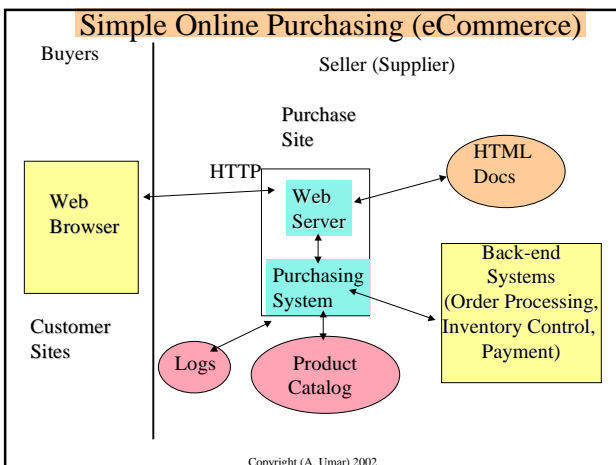 Simple Online Purchasing (eCommerce)
Buyers
Seller (Supplier)
Purchase
Site
HTTP
HTML
Docs
Web
Browser
Web
Server
Back-end
Systems
(Order Processing,
Inventory Control,
Payment)
Purchasing
System
Customer
Sites
Logs
Product
Catalog
Copyright (A. Umar) 2002